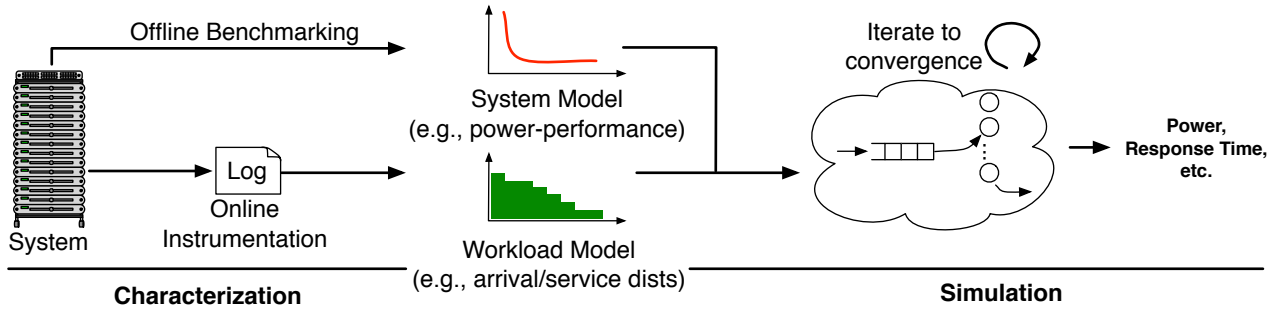 Offline Benchmarking
System
Log
Online
Instrumentation
System Model
(e.g., power-performance)
Workload Model
(e.g., arrival/service dists)
Iterate to
convergence
Power,
Response Time,
etc.
Characterization
Simulation